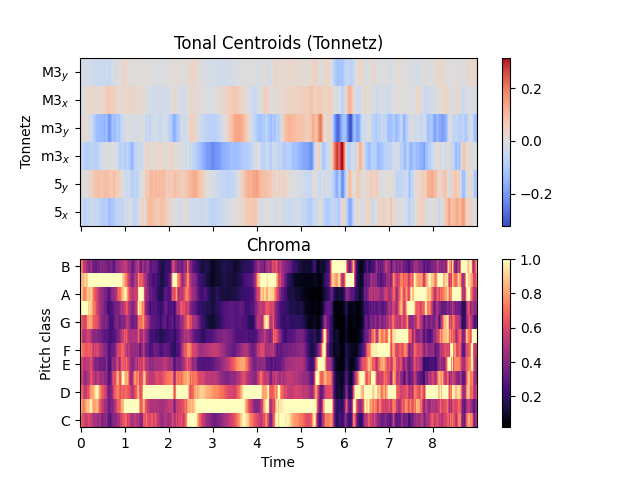 Tonal Centroids (Tonnetz)
Tonnetz
M3y
M3x
m3y
m3x
5y
5x
0.2
0.0
−0.2
Chroma
Pitch class
B
A
G
F
E
D
C
1.0
0.8
0.6
0.4
0.2
0 1 2 3 4 5 6 7 8
Time